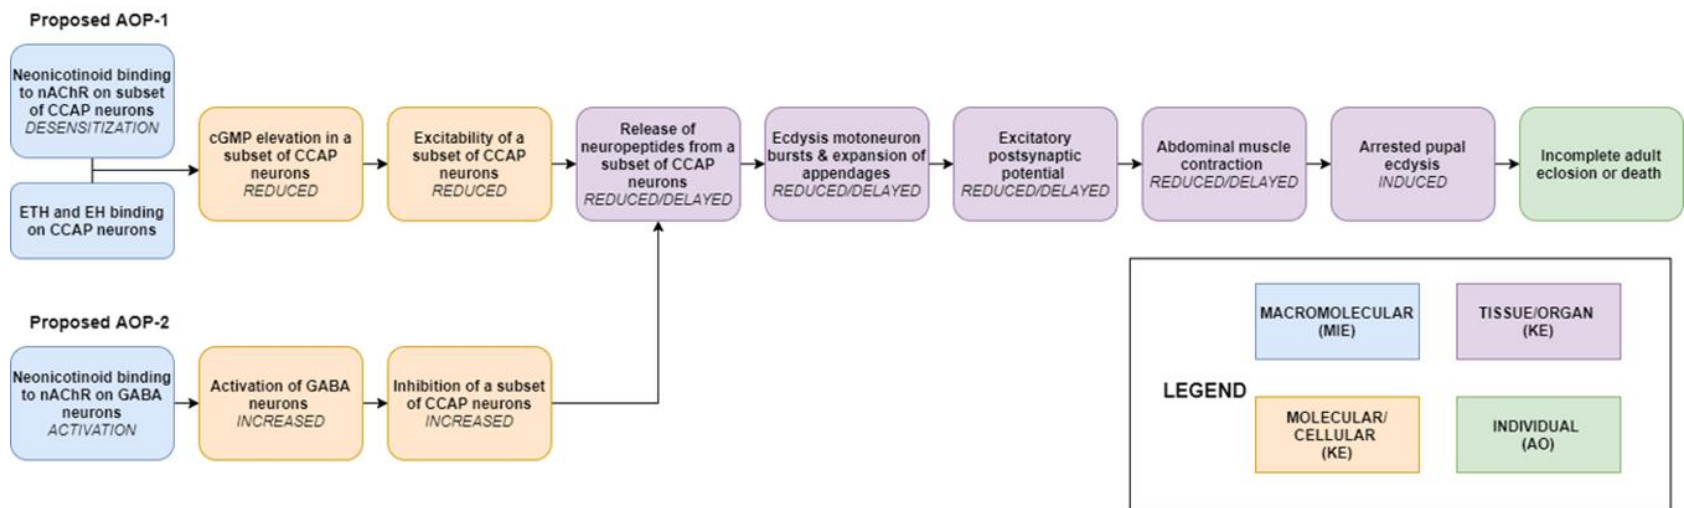 Proposed AOP-1
Neonicotinoid binding
to nAChR on subset
of CCAP neurons
DESENSITIZATION
ETH and EH binding
on CCAP neurons
cGMP elevation in a
subset of CCAP
neurons
REDUCED
Excitability of a
subset of CCAP
neurons
REDUCED
Release of
neuropeptides from a
subset of CCAP
neurons
REDUCED/DELAYED
Ecdysis motoneuron
bursts & expansion of
appendages
REDUCED/DELAYED
Excitatory
postsynaptic
potential
REDUCED/DELAYED
Abdominal muscle
contraction
REDUCED/DELAYED
Arrested pupal
ecdysis
INDUCED
Incomplete adult
eclosion or death
Proposed AOP-2
Neonicotinoid binding
to nAChR on GABA
neurons
ACTIVATION
Activation of GABA
neurons
INCREASED
Inhibition of a subset
of CCAP neurons
INCREASED
LEGEND
MACROMOLECULAR
(MIE)
TISSUE/ORGAN
(KE)
MOLECULAR/
CELLULAR
(KE)
INDIVIDUAL
(AO)